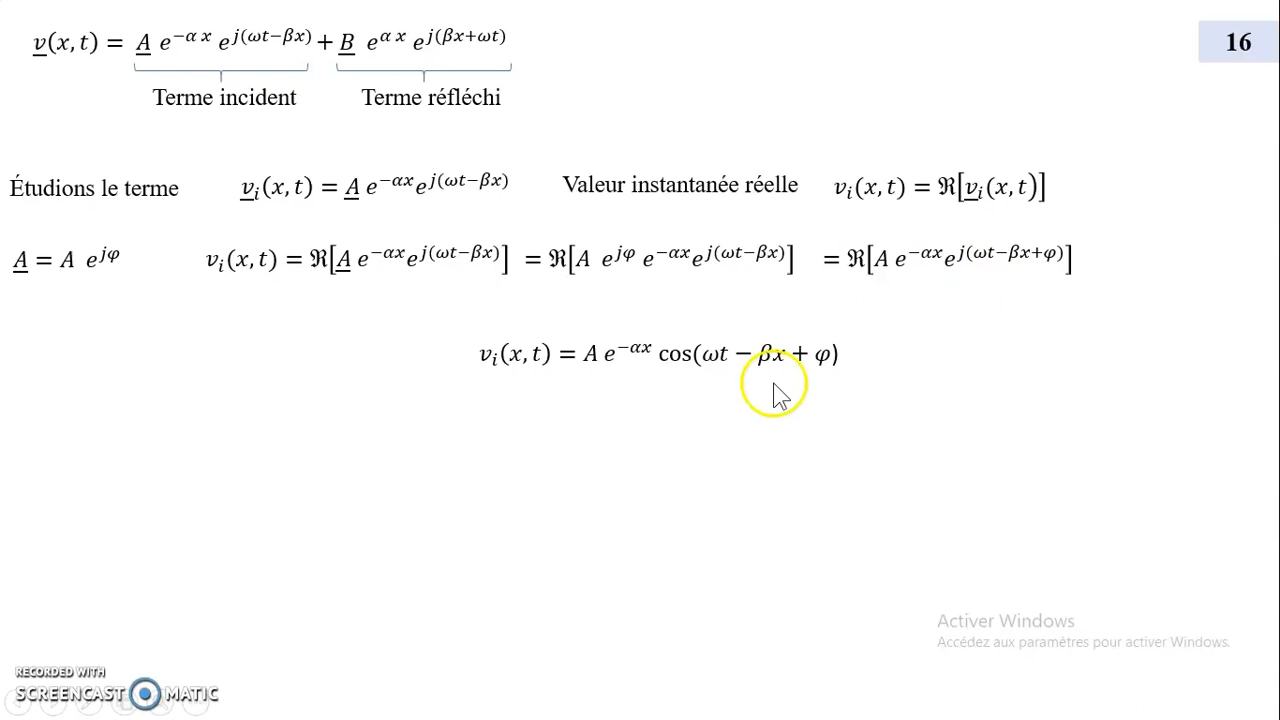 v(x, t) = A e^{−α x} e^{j(ωt−βx)} + B e^{α x} e^{j(βx+ωt)}
16
Terme incident Terme réfléchi
Étudions le terme v_i(x, t) = A e^{−αx}e^{j(ωt−βx)} Valeur instantanée réelle v_i(x, t) = ℜ[v_i(x, t)]
A = A e^{jφ} v_i(x, t) = ℜ[A e^{−αx}e^{j(ωt−βx)}] = ℜ[A e^{jφ} e^{−αx}e^{j(ωt−βx)}] = ℜ[A e^{−αx}e^{j(ωt−βx+φ)}]
v_i(x, t) = A e^{−αx} cos(ωt − βx + φ)
Activer Windows
Accédez aux paramètres pour activer Windows.
RECORDED WITH
SCREENCAST MATIC